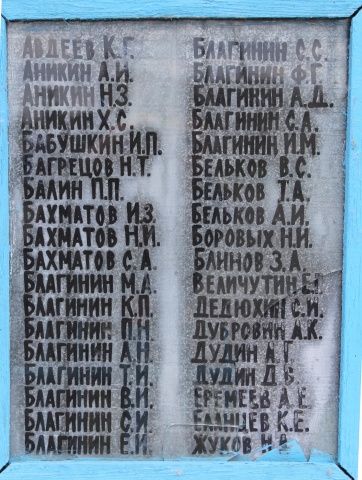 АВДЕЕВ К.Г.
АНИКИН А.И.
АНИКИН Н.З.
АНИКИН Х.С.
БАБУШКИН И.П.
БАГРЕЦОВ Н.Т.
БАЛИН П.П.
БАХМАТОВ И.З.
БАХМАТОВ Н.И.
БАХМАТОВ С.А.
БЛАГИНИН М.А.
БЛАГИНИН К.П.
БЛАГИНИН П.Н.
БЛАГИНИН А.Н.
БЛАГИНИН Т.И.
БЛАГИНИН В.И.
БЛАГИНИН С.И.
БЛАГИНИН Е.И.
БЛАГИНИН С.С.
БЛАГИНИН Ф.Г.
БЛАГИНИН А.Д.
БЛАГИНИН С.А.
БЛАГИНИН И.М.
БЕЛЬКОВ В.С.
БЕЛЬКОВ Т.А.
БЕЛЬКОВ А.И.
БОРОВЫХ Н.И.
БЛИНОВ З.А.
ВЕЛИЧУТИН
ДЕДЮХИН С.И.
ДУБРОВИН А.К.
ДУДИН А.Г.
ДУДИН Д.В.
ЕРЕМЕЕВ А.Е.
ЕЛАНЦЕВ К.Е.
ЖУКОВ